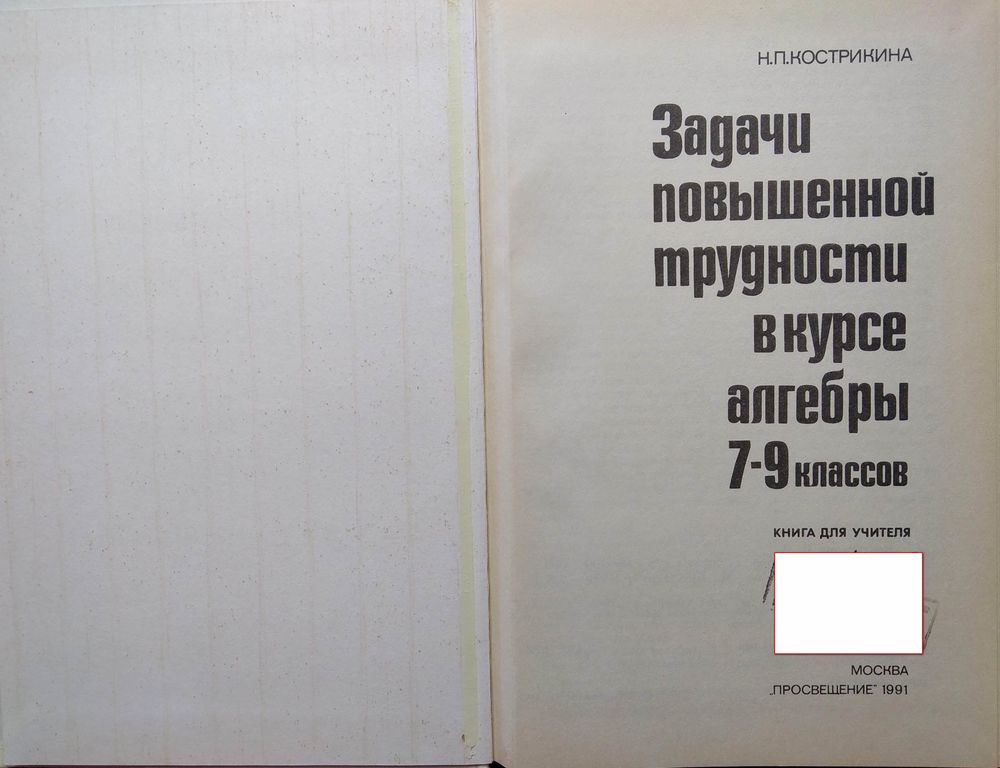 Н.П.КОСТРИКИНА
Задачи
повышенной
трудности
в курсе
алгебры
7-9 классов
КНИГА ДЛЯ УЧИТЕЛЯ
МОСКВА
„ПРОСВЕЩЕНИЕ" 1991